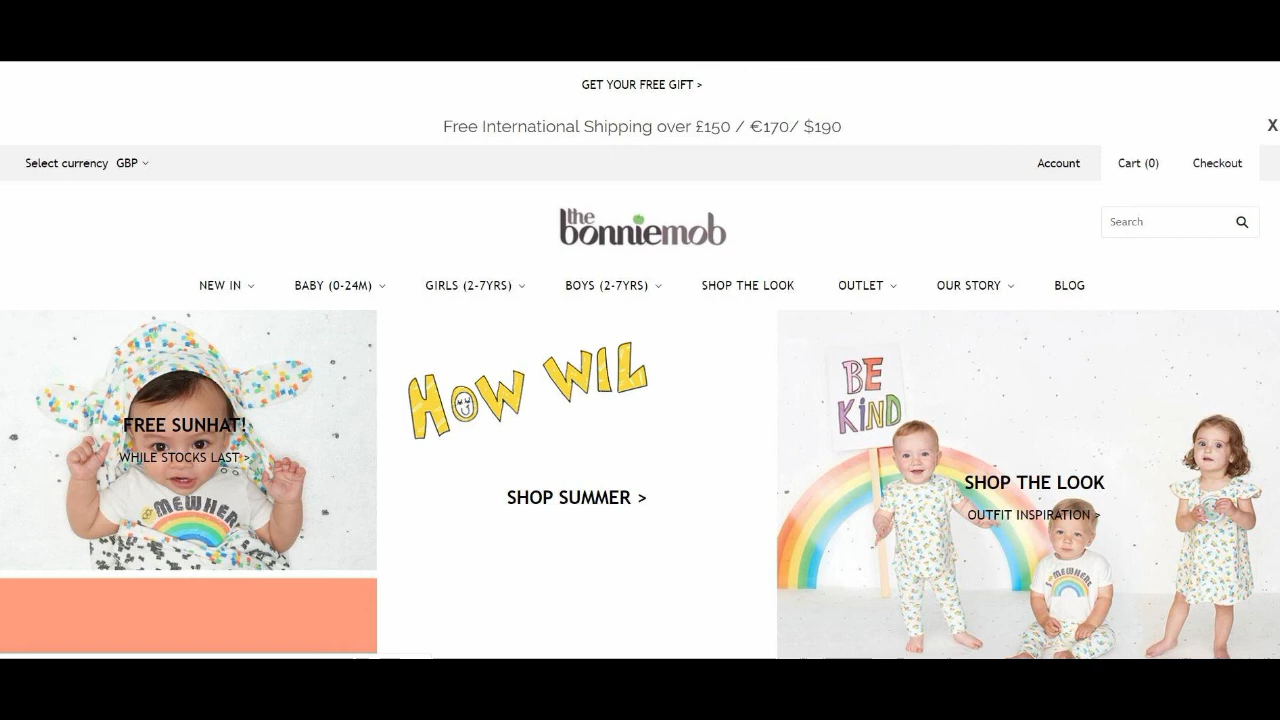 GET YOUR FREE GIFT >
Free International Shipping over £150 / €170/ $190
X
Select currency GBP
Account
Cart (0)
Checkout
the
bonniemob
Search
NEW IN
BABY (0-24M)
GIRLS (2-7YRS)
BOYS (2-7YRS)
SHOP THE LOOK
OUTLET
OUR STORY
BLOG
FREE SUNHAT!
WHILE STOCKS LAST >
MEWHER
HOW WIL
SHOP SUMMER >
BE
KIND
SHOP THE LOOK
OUTFIT INSPIRATION >
MEWHERE